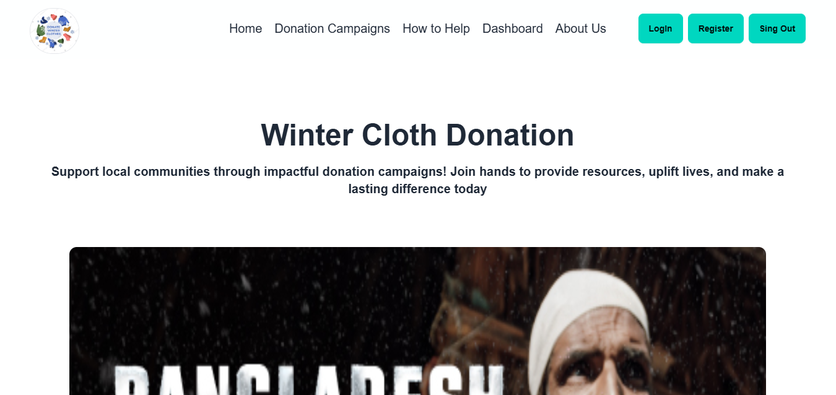 Home Donation Campaigns How to Help Dashboard About Us Login Register Sing Out
Winter Cloth Donation
Support local communities through impactful donation campaigns! Join hands to provide resources, uplift lives, and make a
lasting difference today
BANGLADESH